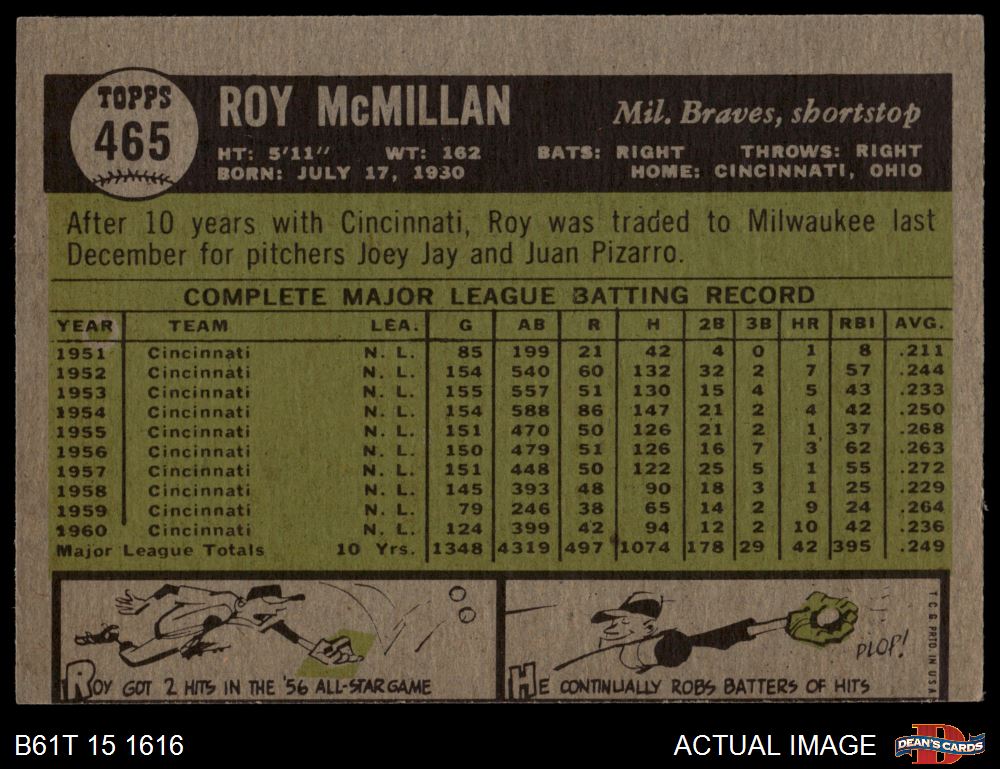 TOPPS
465
ROY McMILLAN
Mil. Braves, shortstop
HT: 5'11" WT: 162 BATS: RIGHT THROWS: RIGHT
BORN: JULY 17, 1930 HOME: CINCINNATI, OHIO
After 10 years with Cincinnati, Roy was traded to Milwaukee last
December for pitchers Joey Jay and Juan Pizarro.
COMPLETE MAJOR LEAGUE BATTING RECORD
YEAR TEAM LEA. G AB R H 2B 3B HR RBI AVG.
1951 Cincinnati N. L. 85 199 21 42 4 0 1 8 .211
1952 Cincinnati N. L. 154 540 60 132 32 2 7 57 .244
1953 Cincinnati N. L. 155 557 51 130 15 4 5 43 .233
1954 Cincinnati N. L. 154 588 86 147 21 2 4 42 .250
1955 Cincinnati N. L. 151 470 50 126 21 2 1 37 .268
1956 Cincinnati N. L. 150 479 51 126 16 7 3 62 .263
1957 Cincinnati N. L. 151 448 50 122 25 5 1 55 .272
1958 Cincinnati N. L. 145 393 48 90 18 3 1 25 .229
1959 Cincinnati N. L. 79 246 38 65 14 2 9 24 .264
1960 Cincinnati N. L. 124 399 42 94 12 2 10 42 .236
Major League Totals 10 Yrs. 1348 4319 497 1074 178 29 42 395 .249
ROY GOT 2 HITS IN THE '56 ALL-STAR GAME
PLOP!
HE CONTINUALLY ROBS BATTERS OF HITS
T. C. G. PRTD. IN U.S.A.
B61T 15 1616
ACTUAL IMAGE
D
DEAN'S CARDS